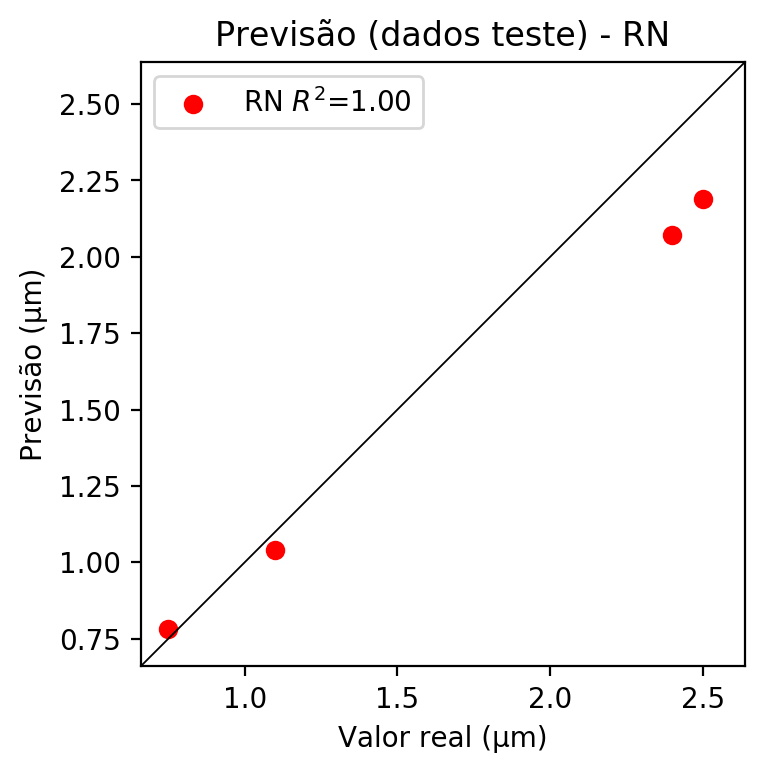 Previsão (dados teste) - RN
RN R²=1.00
2.50
2.25
2.00
1.75
1.50
1.25
1.00
0.75
Previsão (µm)
1.0 1.5 2.0 2.5
Valor real (µm)